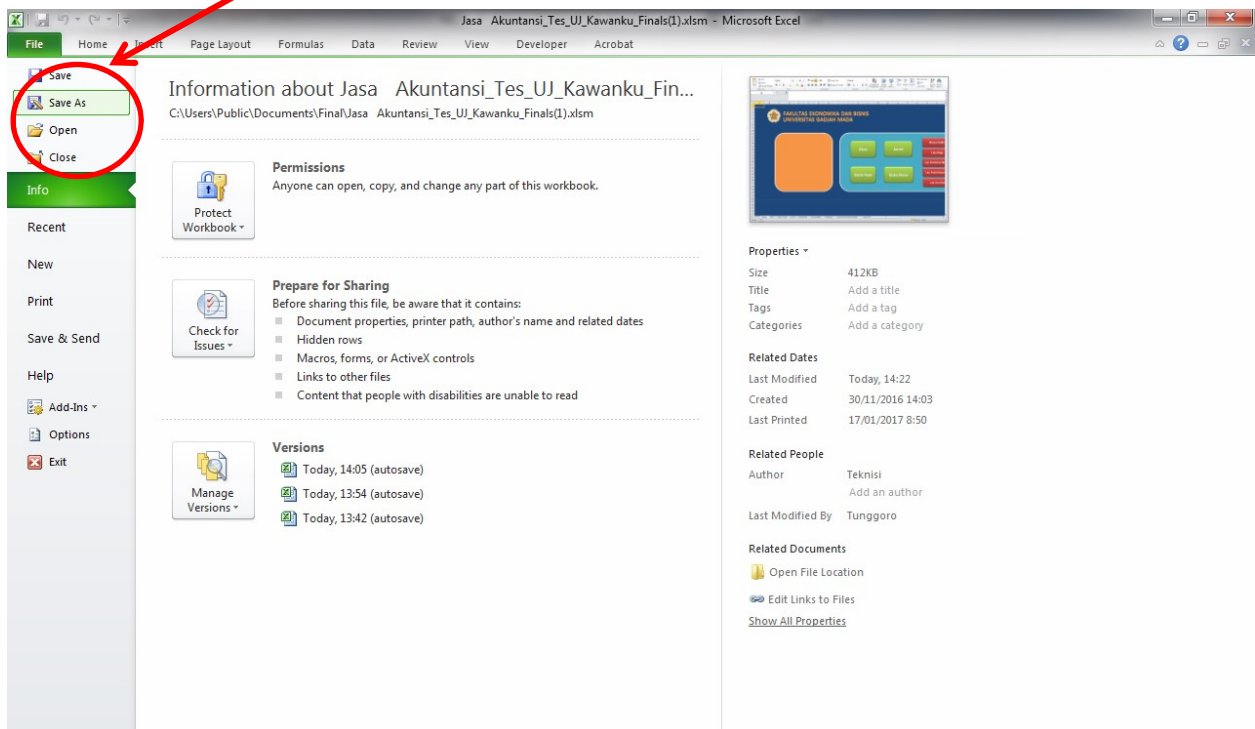 Jasa Akuntansi_Tes_UJ_Kawanku_Finals(1).xlsm - Microsoft Excel
File Home Insert Page Layout Formulas Data Review View Developer Acrobat
Save
Save As
Open
Close
Info
Recent
New
Print
Save & Send
Help
Add-Ins
Options
Exit
Information about Jasa Akuntansi_Tes_UJ_Kawanku_Fin...
C:\Users\Public\Documents\Final\Jasa Akuntansi_Tes_UJ_Kawanku_Finals(1).xlsm
Protect
Workbook
Permissions
Anyone can open, copy, and change any part of this workbook.
Check for
Issues
Prepare for Sharing
Before sharing this file, be aware that it contains:
Document properties, printer path, author's name and related dates
Hidden rows
Macros, forms, or ActiveX controls
Links to other files
Content that people with disabilities are unable to read
Manage
Versions
Versions
Today, 14:05 (autosave)
Today, 13:54 (autosave)
Today, 13:42 (autosave)
FAKULTAS EKONOMIKA DAN BISNIS
UNIVERSITAS GADJAH MADA
Properties
Size 412KB
Title Add a title
Tags Add a tag
Categories Add a category
Related Dates
Last Modified Today, 14:22
Created 30/11/2016 14:03
Last Printed 17/01/2017 8:50
Related People
Author Teknisi
Add an author
Last Modified By Tunggoro
Related Documents
Open File Location
Edit Links to Files
Show All Properties